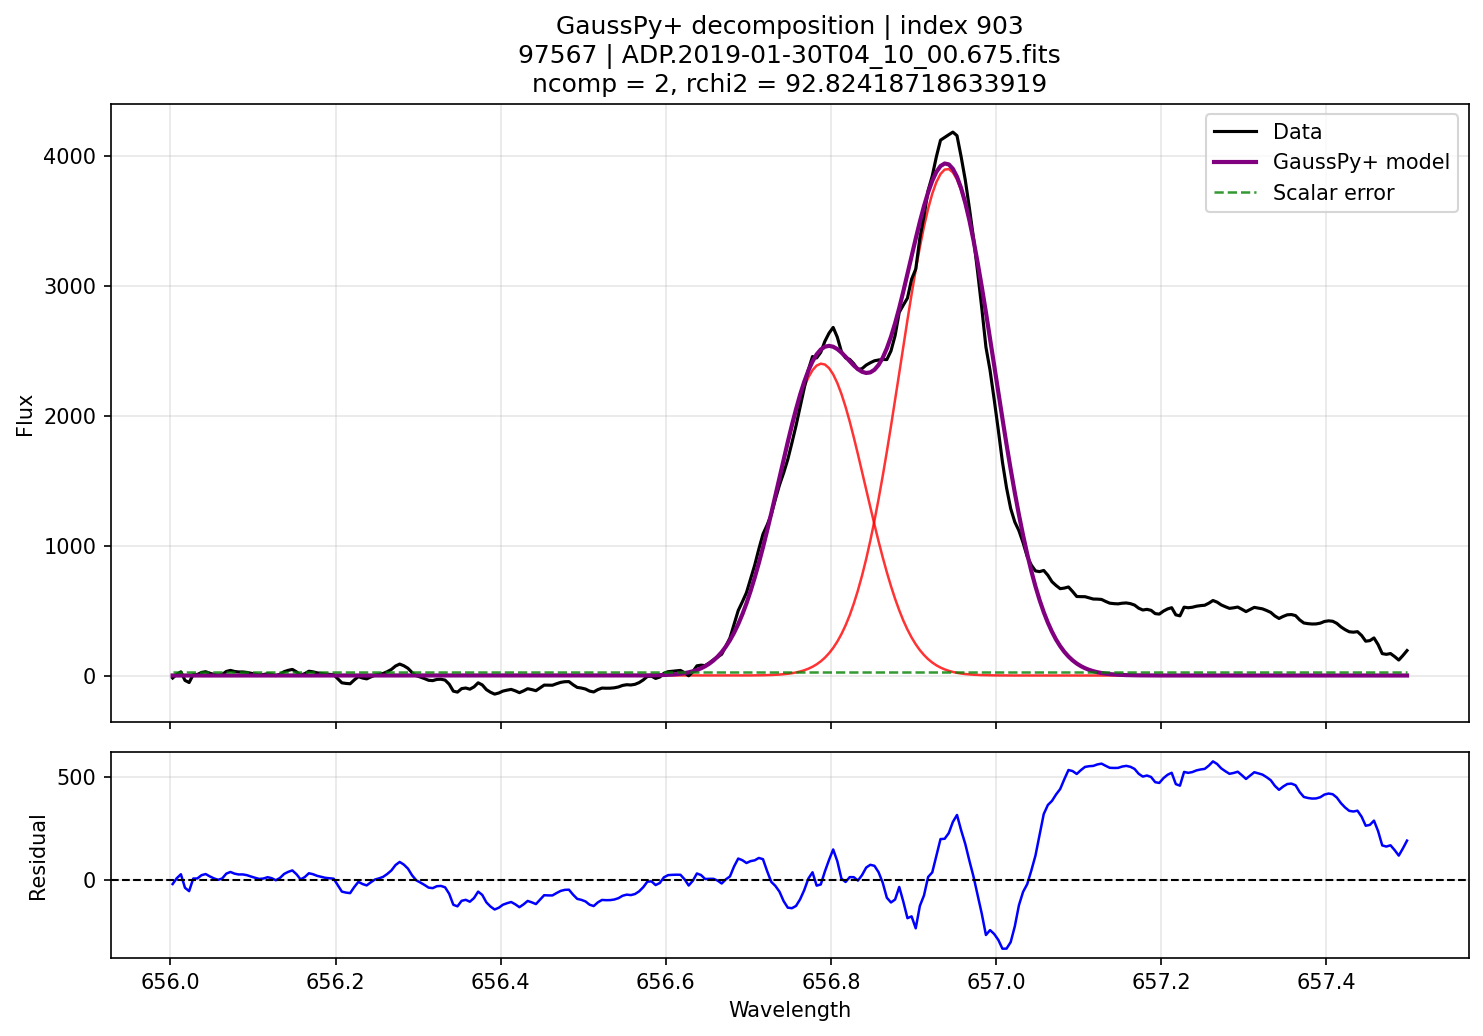 GaussPy+ decomposition | index 903
97567 | ADP.2019-01-30T04_10_00.675.fits
ncomp = 2, rchi2 = 92.82418718633919
Data
GaussPy+ model
Scalar error
4000
3000
2000
1000
0
Flux
500
0
Residual
656.0 656.2 656.4 656.6 656.8 657.0 657.2 657.4
Wavelength